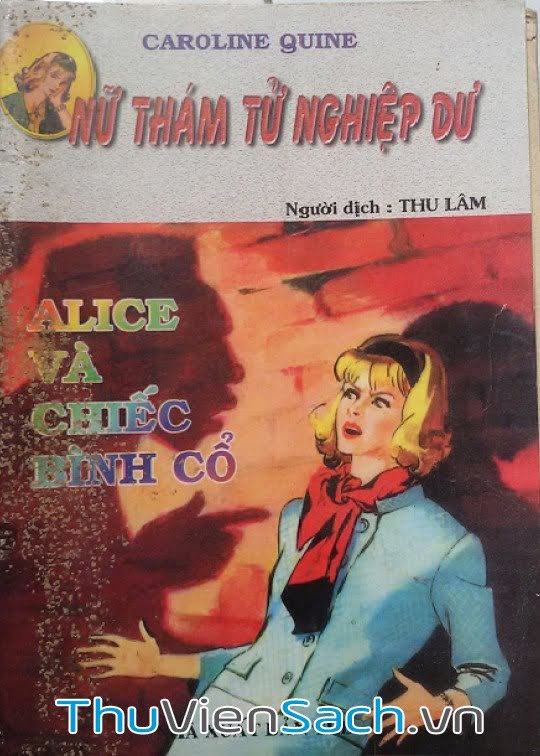 CAROLINE QUINE
NỮ THÁM TỬ NGHIỆP DƯ
Người dịch : THU LÂM
ALICE
VÀ
CHIẾC
BÌNH CỔ
ThuVienSach.vn